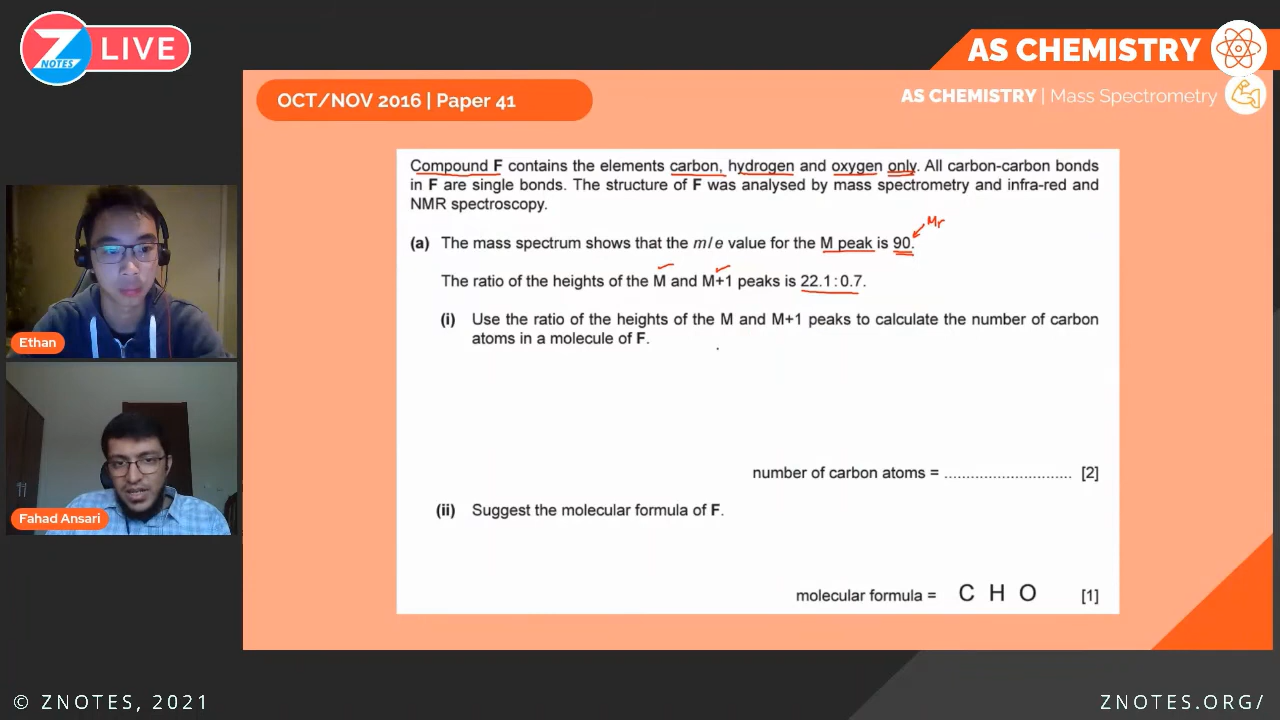 Z NOTES LIVE
AS CHEMISTRY
OCT/NOV 2016 | Paper 41
AS CHEMISTRY | Mass Spectrometry
Compound F contains the elements carbon, hydrogen and oxygen only. All carbon-carbon bonds
in F are single bonds. The structure of F was analysed by mass spectrometry and infra-red and
NMR spectroscopy.
Mr
(a) The mass spectrum shows that the m/e value for the M peak is 90.
The ratio of the heights of the M and M+1 peaks is 22.1:0.7.
(i) Use the ratio of the heights of the M and M+1 peaks to calculate the number of carbon
atoms in a molecule of F.
number of carbon atoms = ............................. [2]
(ii) Suggest the molecular formula of F.
molecular formula = C H O [1]
Ethan
Fahad Ansari
© ZNOTES, 2021
ZNOTES.ORG/